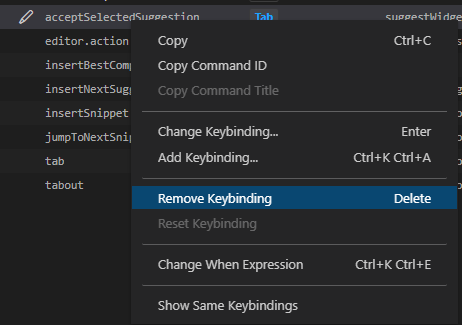 acceptSelectedSuggestion Tab suggestWidge
editor.action
Copy Ctrl+C
insertBestComp
Copy Command ID
insertNextSugg
Copy Command Title
insertSnippet
Change Keybinding... Enter
jumpToNextSnip
Add Keybinding... Ctrl+K Ctrl+A
tab
tabout
Remove Keybinding Delete
Reset Keybinding
Change When Expression Ctrl+K Ctrl+E
Show Same Keybindings